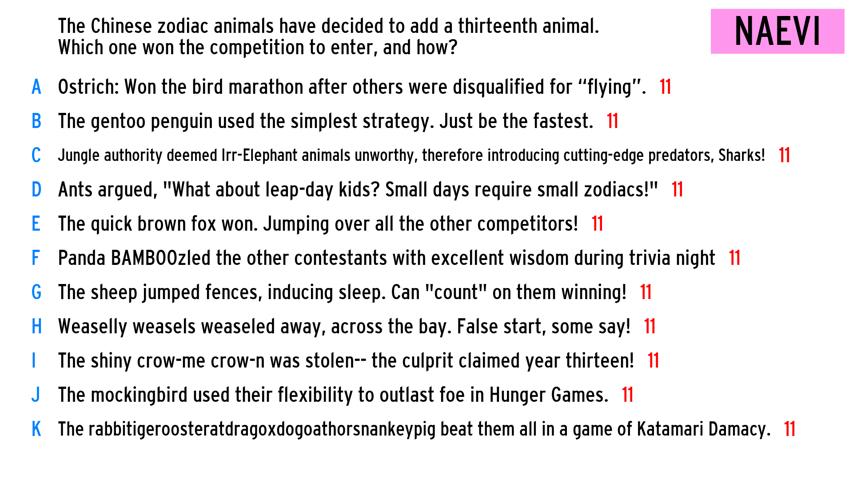 The Chinese zodiac animals have decided to add a thirteenth animal.
Which one won the competition to enter, and how?
NAEVI
A Ostrich: Won the bird marathon after others were disqualified for “flying”. 11
B The gentoo penguin used the simplest strategy. Just be the fastest. 11
C Jungle authority deemed Irr-Elephant animals unworthy, therefore introducing cutting-edge predators, Sharks! 11
D Ants argued, "What about leap-day kids? Small days require small zodiacs!" 11
E The quick brown fox won. Jumping over all the other competitors! 11
F Panda BAMBOOzled the other contestants with excellent wisdom during trivia night 11
G The sheep jumped fences, inducing sleep. Can "count" on them winning! 11
H Weaselly weasels weaseled away, across the bay. False start, some say! 11
I The shiny crow-me crow-n was stolen-- the culprit claimed year thirteen! 11
J The mockingbird used their flexibility to outlast foe in Hunger Games. 11
K The rabbitigeroosteratdragoxdogoathorsnankeypig beat them all in a game of Katamari Damacy. 11